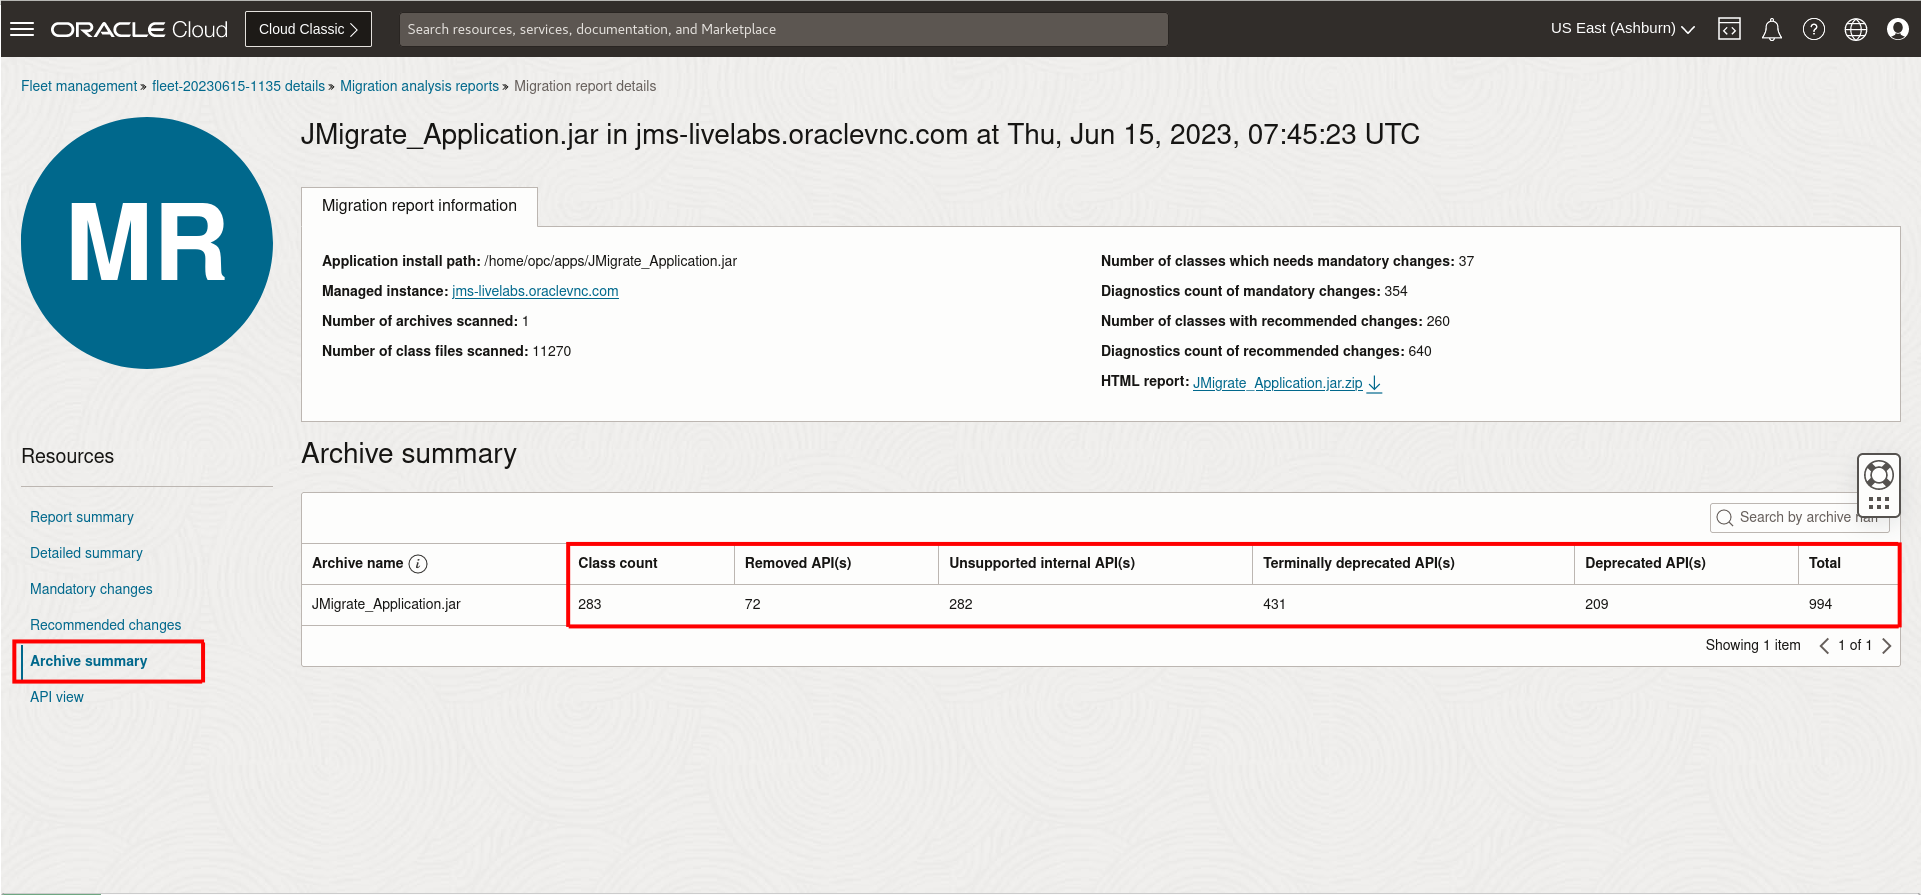 ORACLE Cloud
Cloud Classic
Search resources, services, documentation, and Marketplace
US East (Ashburn)
Fleet management » fleet-20230615-1135 details » Migration analysis reports » Migration report details
MR
JMigrate_Application.jar in jms-livelabs.oraclevnc.com at Thu, Jun 15, 2023, 07:45:23 UTC
Migration report information
Application install path: /home/opc/apps/JMigrate_Application.jar
Managed instance: jms-livelabs.oraclevnc.com
Number of archives scanned: 1
Number of class files scanned: 11270
Number of classes which needs mandatory changes: 37
Diagnostics count of mandatory changes: 354
Number of classes with recommended changes: 260
Diagnostics count of recommended changes: 640
HTML report: JMigrate_Application.jar.zip
Resources
Report summary
Detailed summary
Mandatory changes
Recommended changes
Archive summary
API view
Archive summary
Search by archive
Archive name Class count Removed API(s) Unsupported internal API(s) Terminally deprecated API(s) Deprecated API(s) Total
JMigrate_Application.jar 283 72 282 431 209 994
Showing 1 item 1 of 1